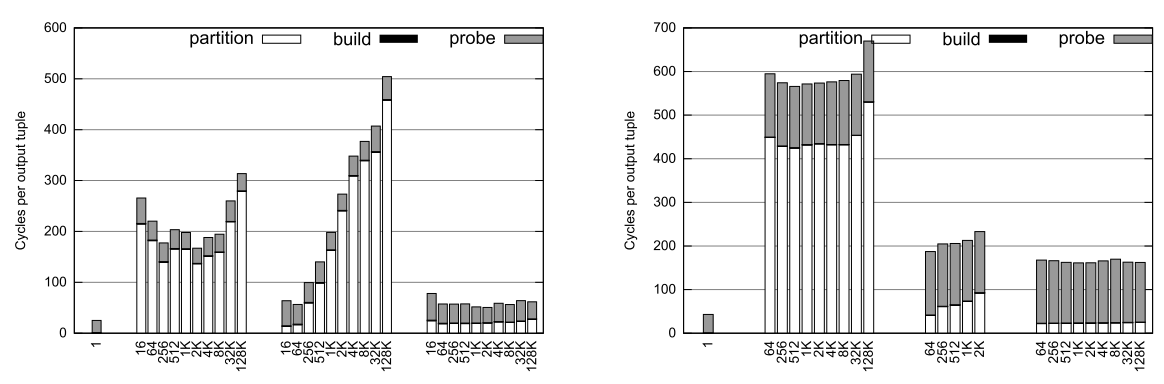 Cycles per output tuple
600
500
400
300
200
100
0
partition build probe
1
16 64 256 512 1K 2K 4K 8K 32K 128K
16 64 256 512 1K 2K 4K 8K 32K 128K
16 64 256 512 1K 2K 4K 8K 32K 128K
Cycles per output tuple
700
600
500
400
300
200
100
0
partition build probe
1
64 256 512 1K 2K 4K 8K 32K 128K
64 256 512 1K 2K
64 256 512 1K 2K 4K 8K 32K 128K